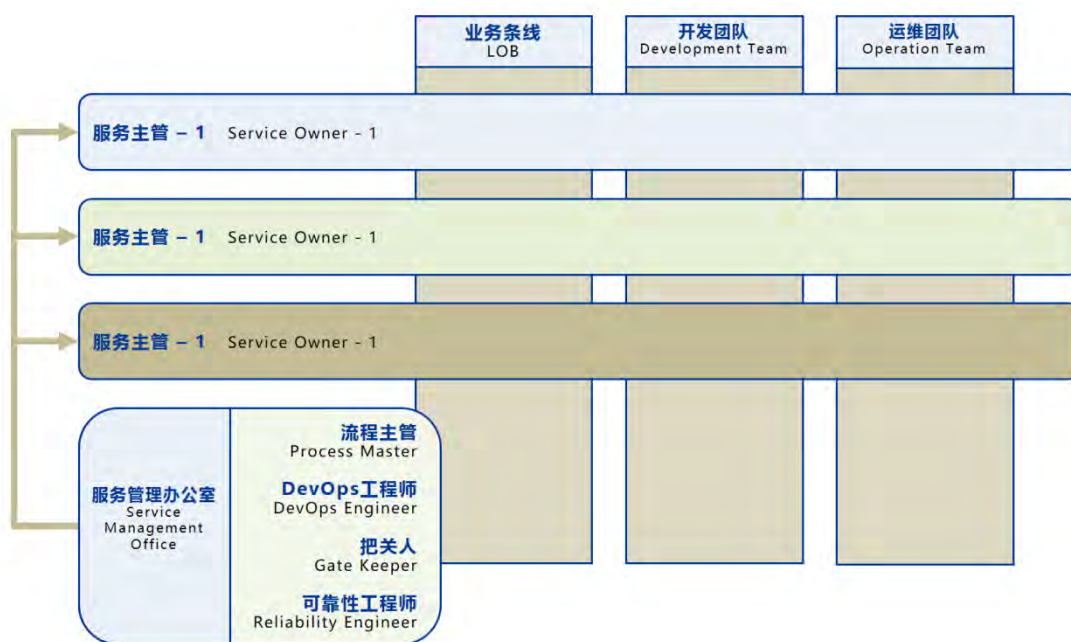 业务条线
LOB
开发团队
Development Team
运维团队
Operation Team
服务主管 – 1 Service Owner - 1
服务主管 – 1 Service Owner - 1
服务主管 – 1 Service Owner - 1
服务管理办公室
Service
Management
Office
流程主管
Process Master
DevOps工程师
DevOps Engineer
把关人
Gate Keeper
可靠性工程师
Reliability Engineer